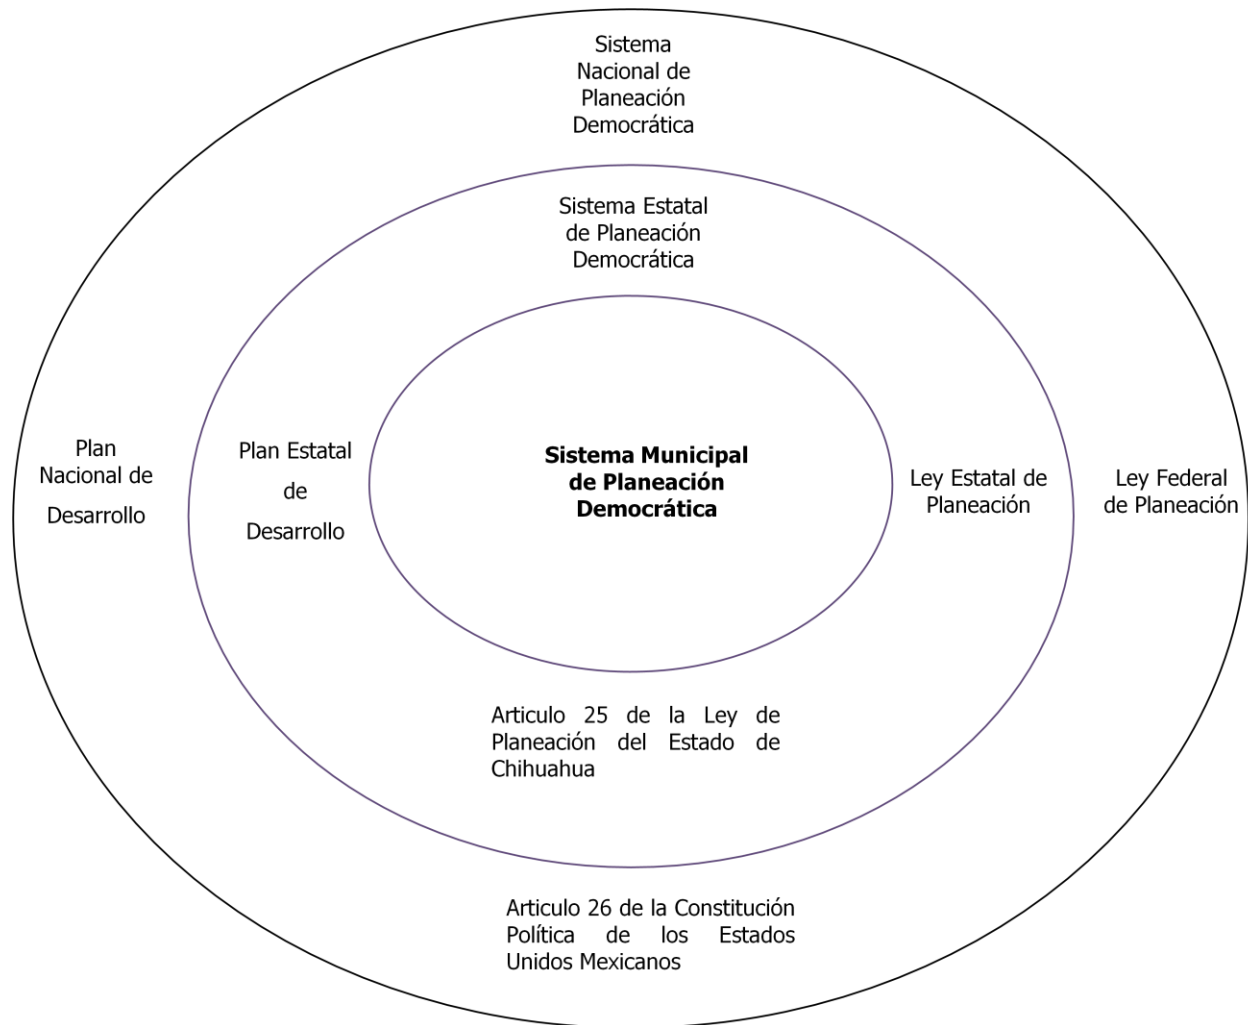 Sistema
Nacional de
Planeación
Democrática
Sistema Estatal
de Planeación
Democrática
Plan
Nacional de
Desarrollo
Plan Estatal
de
Desarrollo
Sistema Municipal
de Planeación
Democrática
Ley Estatal de
Planeación
Ley Federal
de Planeación
Articulo 25 de la Ley de
Planeación del Estado de
Chihuahua
Articulo 26 de la Constitución
Política de los Estados
Unidos Mexicanos